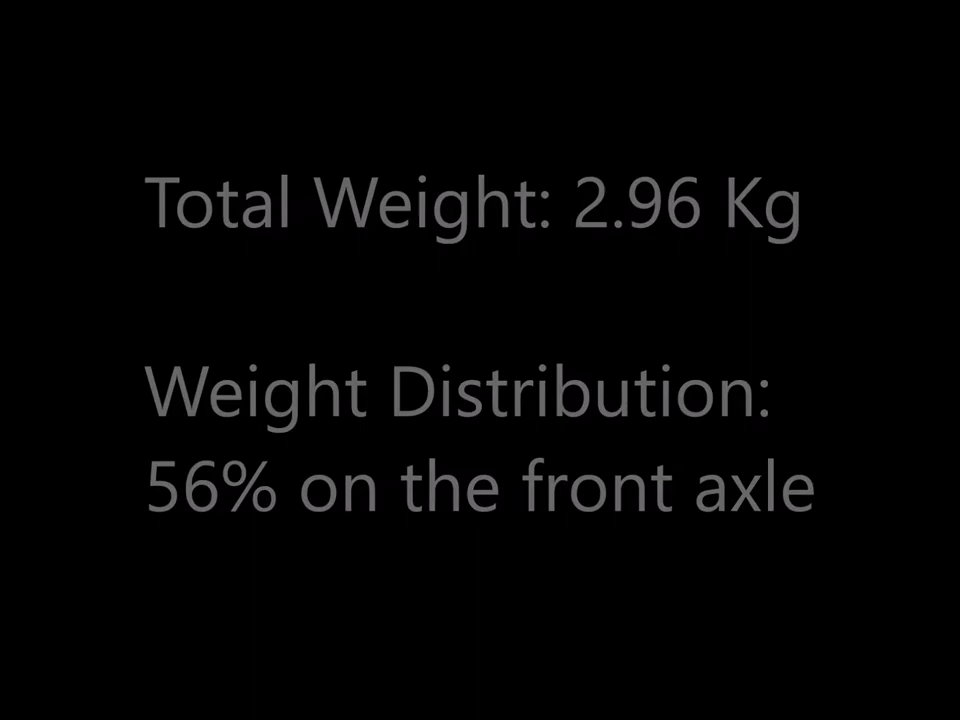 Total Weight: 2.96 Kg
Weight Distribution:
56% on the front axle